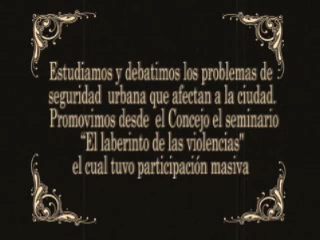 Estudiamos y debatimos los problemas de
seguridad urbana que afectan a la ciudad.
Promovimos desde el Concejo el seminario
“El laberinto de las violencias"
el cual tuvo participación masiva